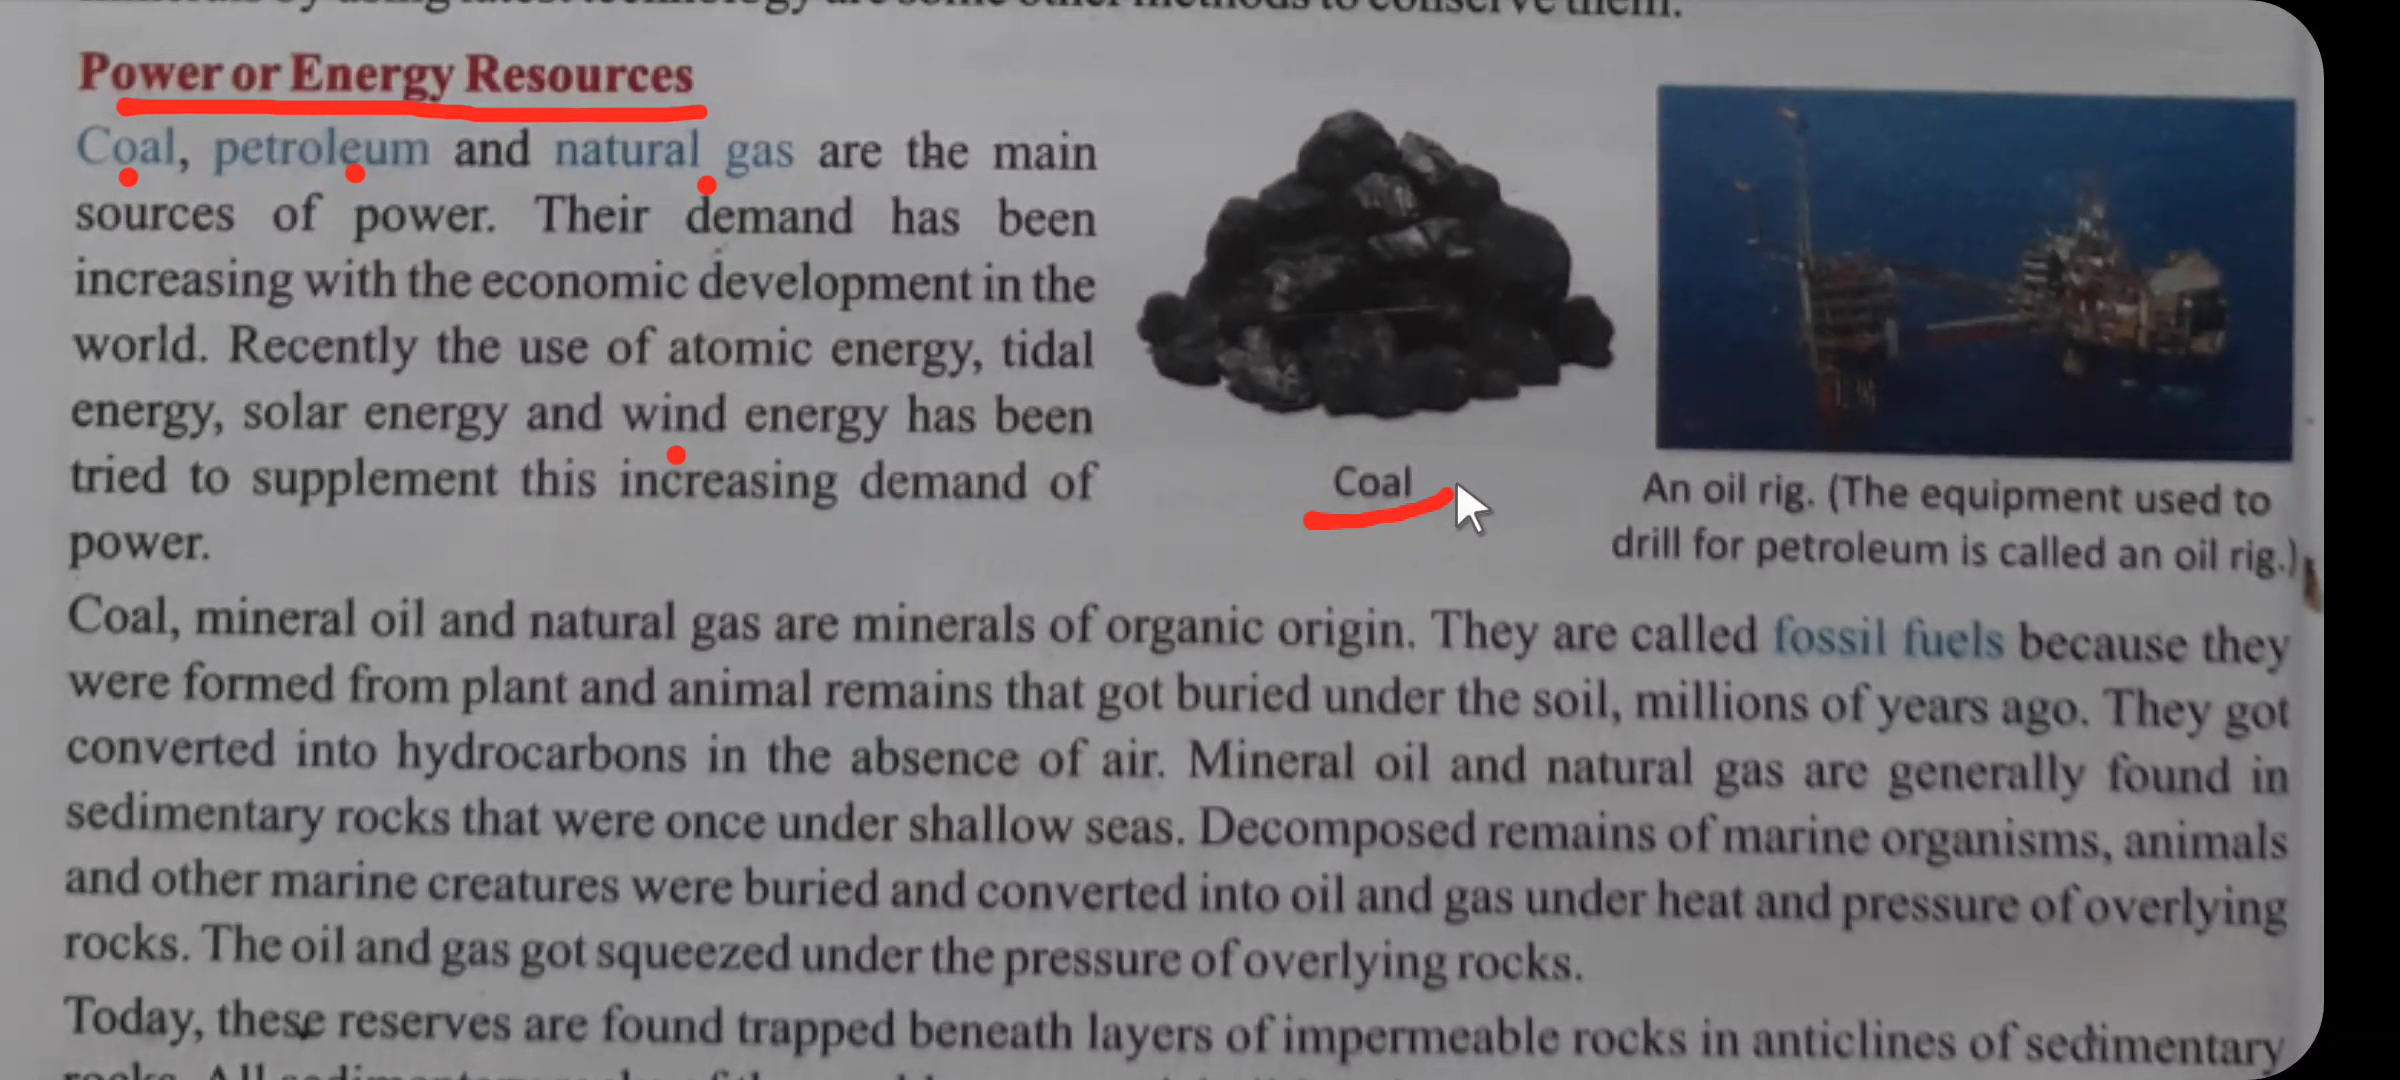 Power or Energy Resources
Coal, petroleum and natural gas are the main
sources of power. Their demand has been
increasing with the economic development in the
world. Recently the use of atomic energy, tidal
energy, solar energy and wind energy has been
tried to supplement this increasing demand of
power.
Coal
An oil rig. (The equipment used to
drill for petroleum is called an oil rig.)
Coal, mineral oil and natural gas are minerals of organic origin. They are called fossil fuels because they
were formed from plant and animal remains that got buried under the soil, millions of years ago. They got
converted into hydrocarbons in the absence of air. Mineral oil and natural gas are generally found in
sedimentary rocks that were once under shallow seas. Decomposed remains of marine organisms, animals
and other marine creatures were buried and converted into oil and gas under heat and pressure of overlying
rocks. The oil and gas got squeezed under the pressure of overlying rocks.
Today, these reserves are found trapped beneath layers of impermeable rocks in anticlines of sedimentary